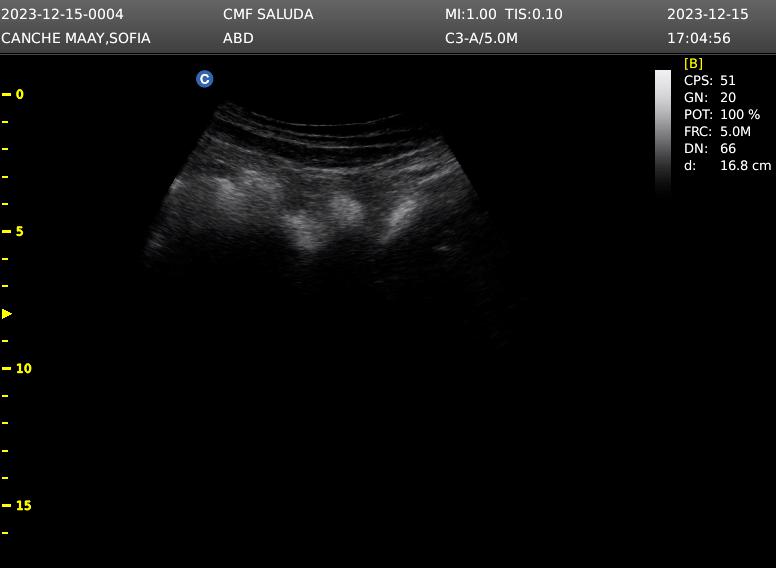 2023-12-15-0004 CMF SALUDA MI:1.00 TIS:0.10 2023-12-15
CANCHE MAAY,SOFIA ABD C3-A/5.0M 17:04:56
C
[B]
CPS: 51
GN: 20
POT: 100 %
FRC: 5.0M
DN: 66
d: 16.8 cm
0
5
10
15